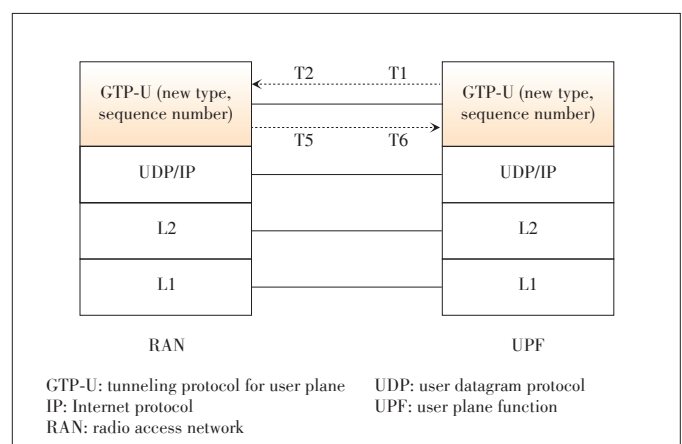 T2 T1
GTP-U (new type,
sequence number)
GTP-U (new type,
sequence number)
T5 T6
UDP/IP
UDP/IP
L2
L2
L1
L1
RAN
UPF
GTP-U: tunneling protocol for user plane
IP: Internet protocol
RAN: radio access network
UDP: user datagram protocol
UPF: user plane function